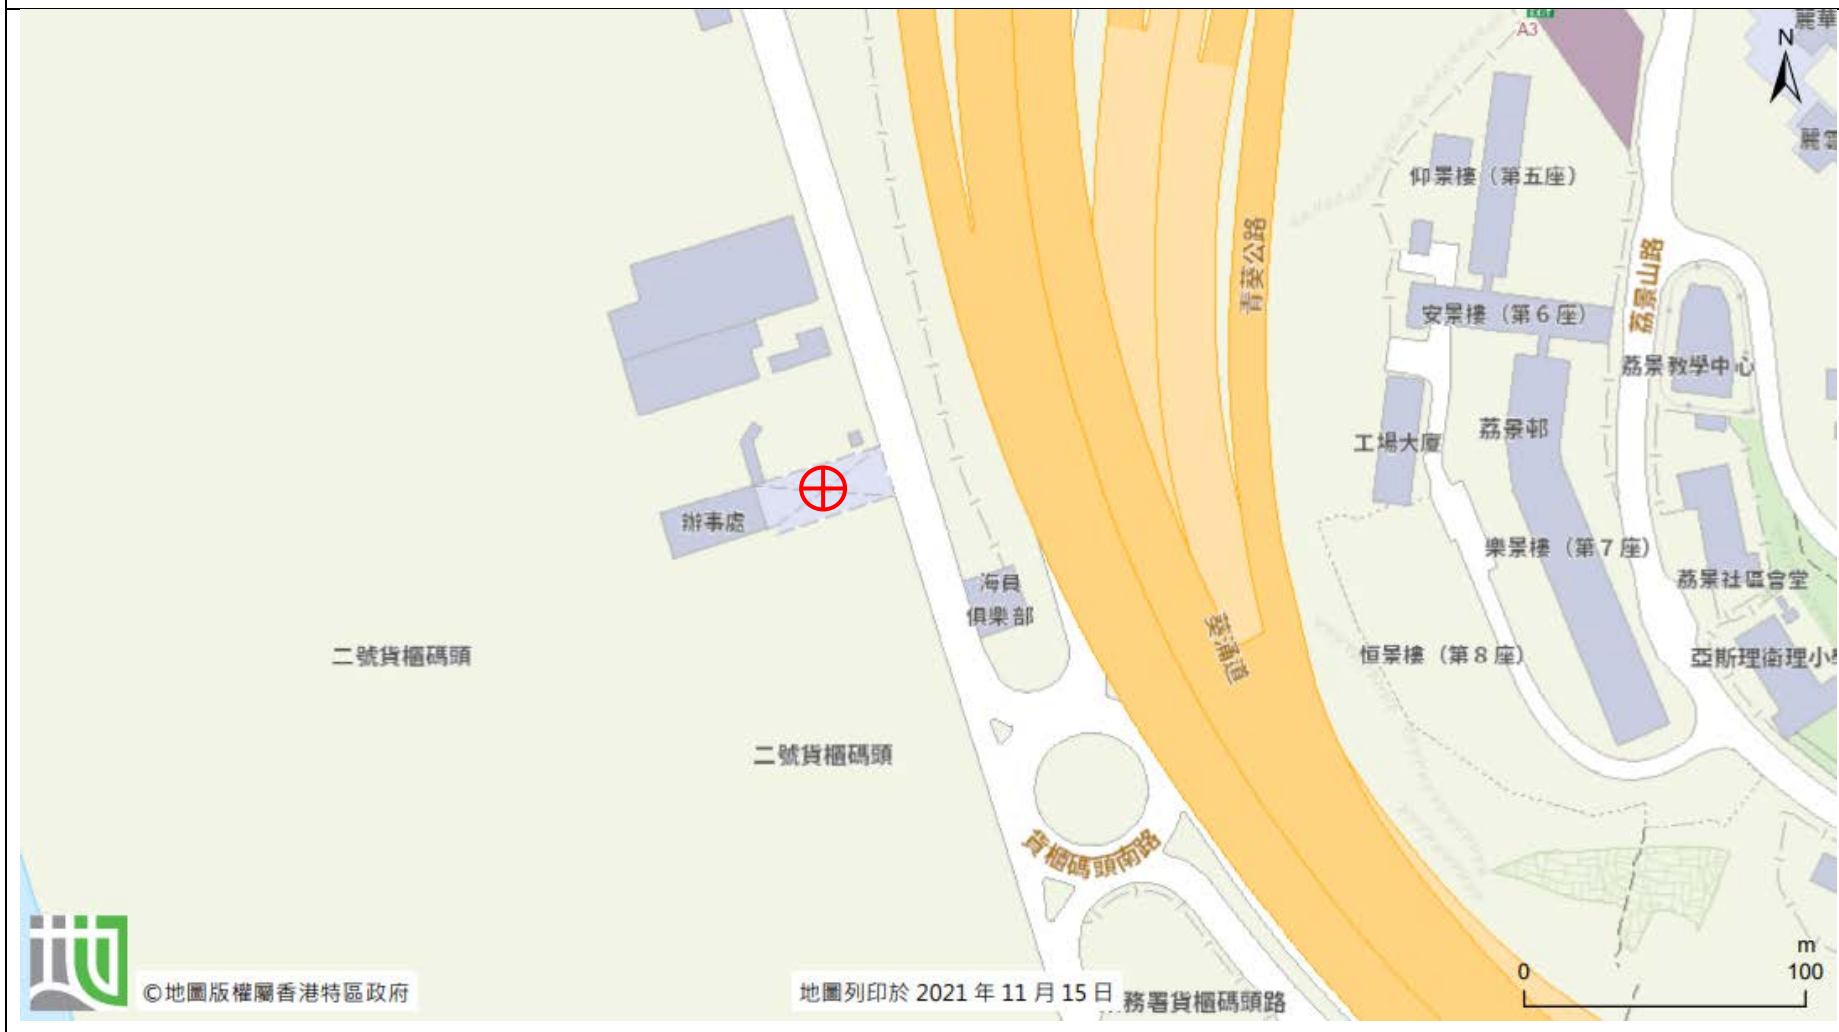 A3
麗華
N
仰景樓（第五座）
青葵公路
荔景山路
安景樓（第６座）
荔景教學中心
荔景邨
工場大廈
辦事處
樂景樓（第７座）
海員
俱樂部
荔景社區會堂
葵涌道
二號貨櫃碼頭
恒景樓（第８座）
亞斯理衞理小
二號貨櫃碼頭
貨櫃碼頭南路
m
0
100
©地圖版權屬香港特區政府
地圖列印於 2021 年 11 月 15 日
務署貨櫃碼頭路